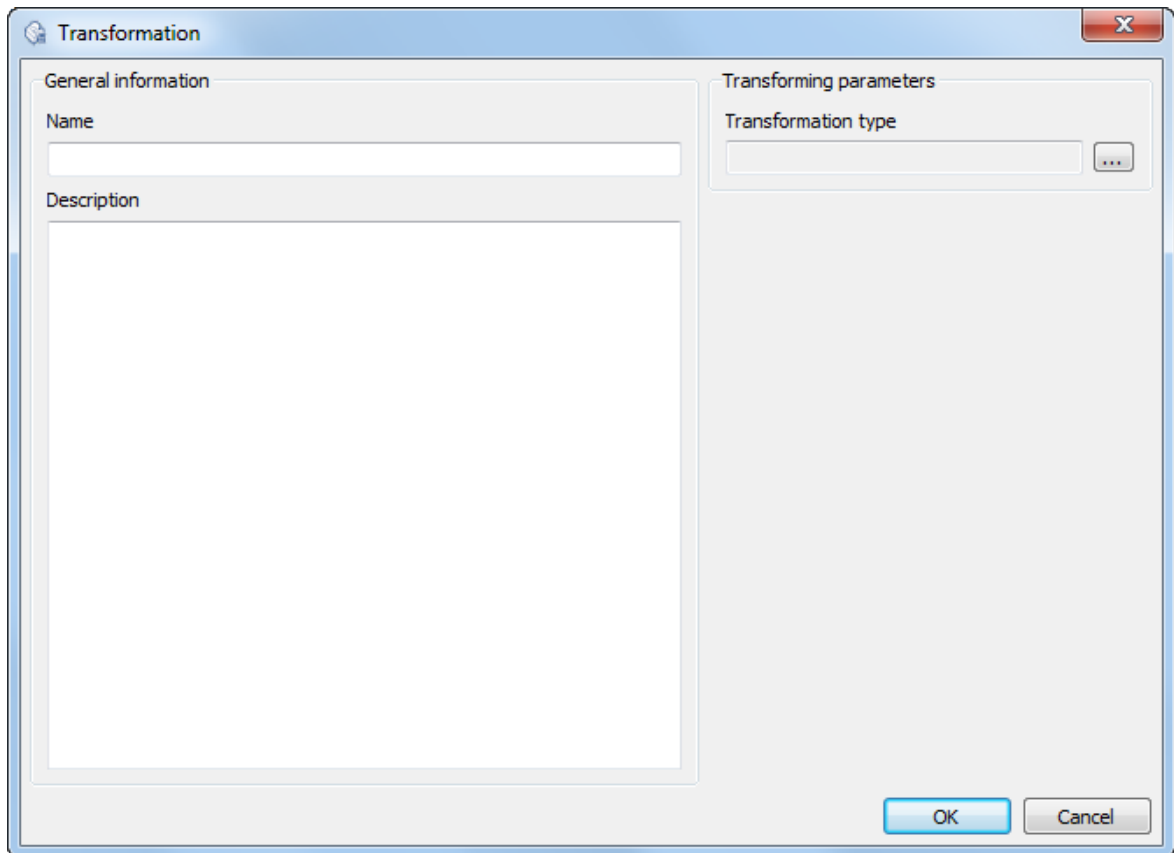 Transformation
General information
Name
Description
Transforming parameters
Transformation type
...
OK
Cancel